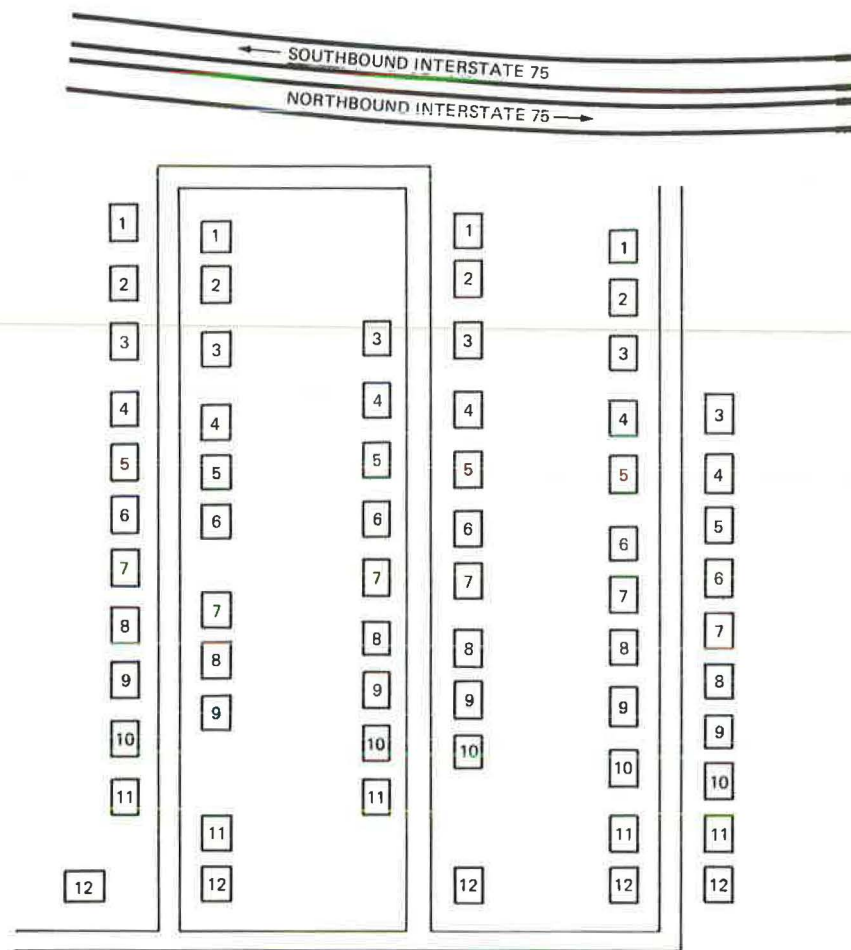 ← SOUTHBOUND INTERSTATE 75
NORTHBOUND INTERSTATE 75 →
1 1 1 1
2 2 2 2
3 3 3 3 3
4 4 4 4 4 3
5 5 5 5 5 4
6 6 6 6 6 5
7 7 7 7 7 6
8 8 8 8 8 7
9 9 9 9 9 8
10 10 10 10 9
11 11 10
11 11 11
12 12 12 12 12